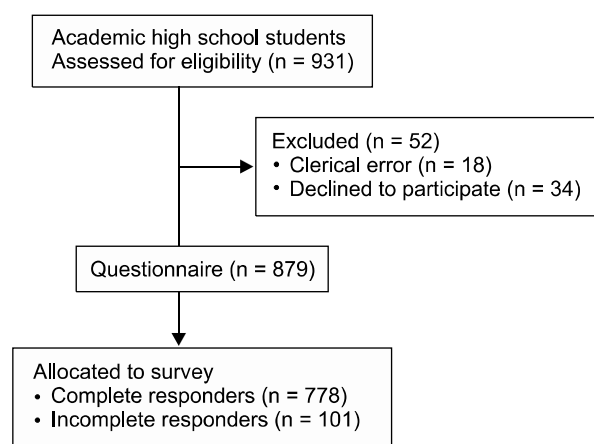 Academic high school students
Assessed for eligibility (n = 931)
Excluded (n = 52)
• Clerical error (n = 18)
• Declined to participate (n = 34)
Questionnaire (n = 879)
Allocated to survey
• Complete responders (n = 778)
• Incomplete responders (n = 101)